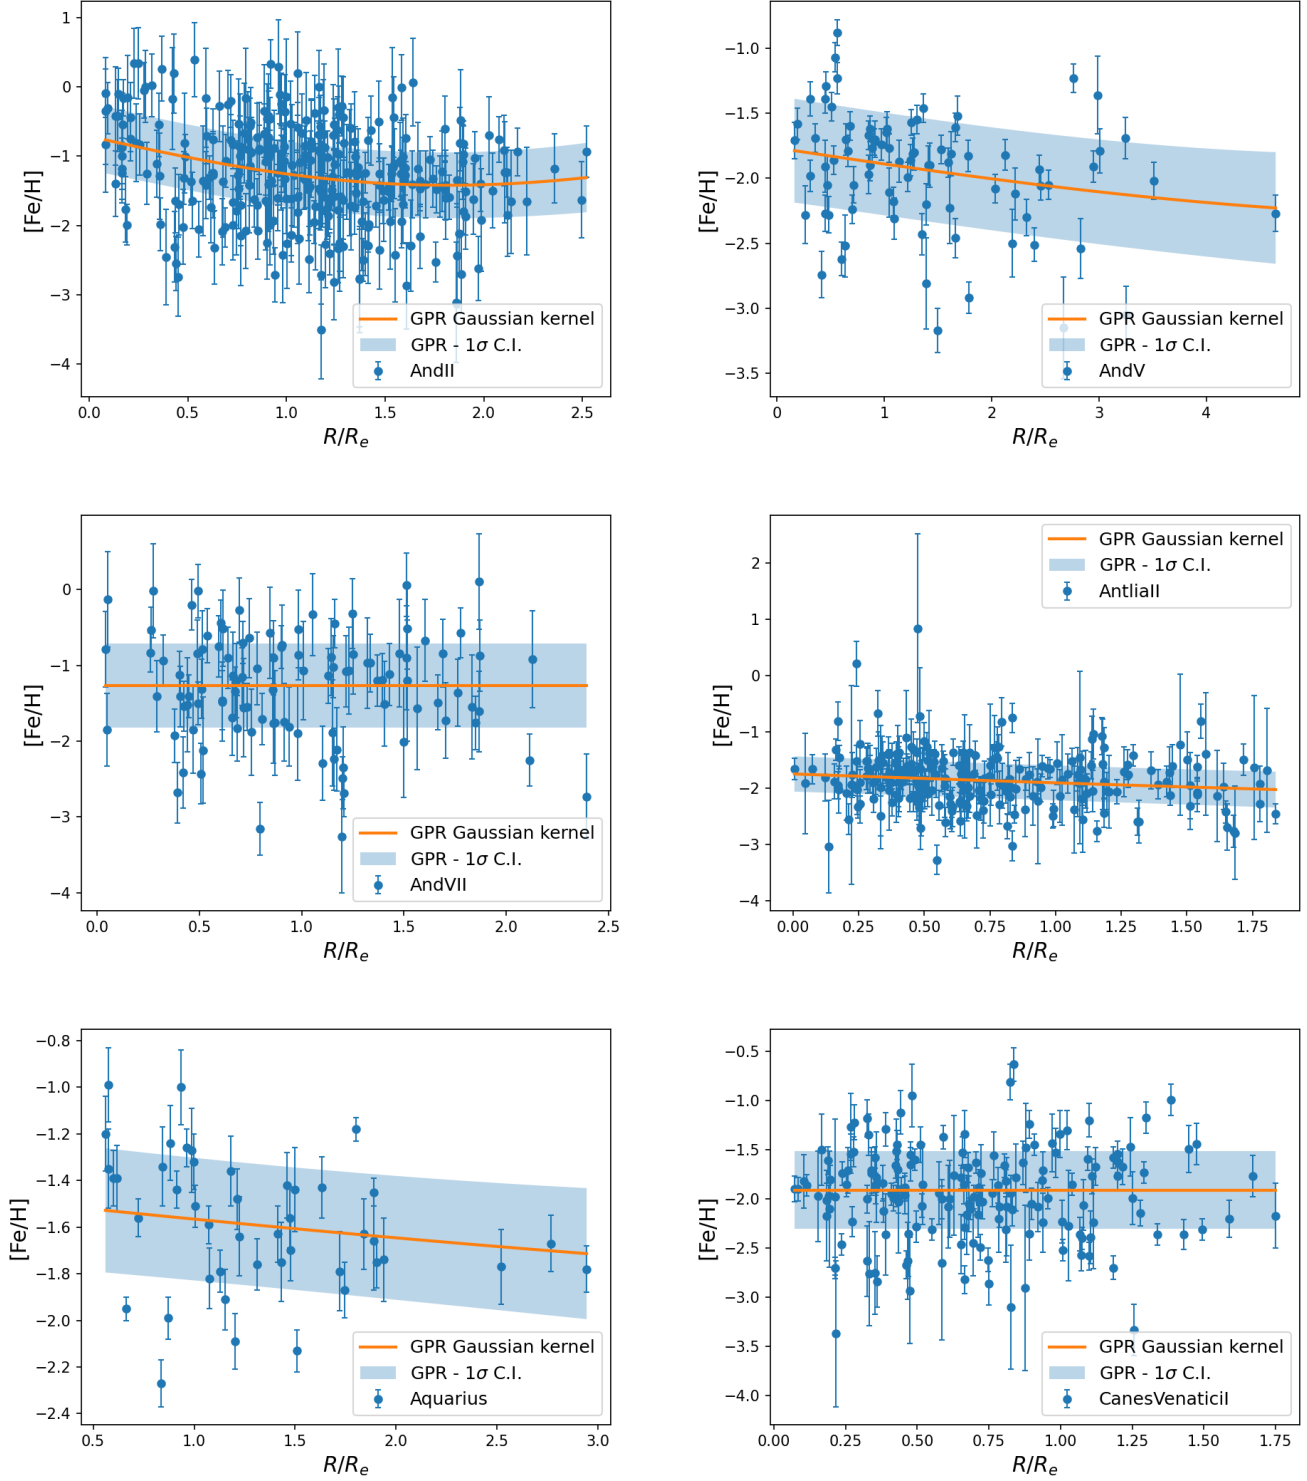 1
0
−1
−2
−3
−4
[Fe/H]
0.0 0.5 1.0 1.5 2.0 2.5
R/Re
GPR Gaussian kernel
GPR - 1σ C.I.
AndII
−1.0
−1.5
−2.0
−2.5
−3.0
−3.5
[Fe/H]
0 1 2 3 4
R/Re
GPR Gaussian kernel
GPR - 1σ C.I.
AndV
0
−1
−2
−3
−4
[Fe/H]
0.0 0.5 1.0 1.5 2.0 2.5
R/Re
GPR Gaussian kernel
GPR - 1σ C.I.
AndVII
2
1
0
−1
−2
−3
−4
[Fe/H]
0.00 0.25 0.50 0.75 1.00 1.25 1.50 1.75
R/Re
GPR Gaussian kernel
GPR - 1σ C.I.
AntliaII
−0.8
−1.0
−1.2
−1.4
−1.6
−1.8
−2.0
−2.2
−2.4
[Fe/H]
0.5 1.0 1.5 2.0 2.5 3.0
R/Re
GPR Gaussian kernel
GPR - 1σ C.I.
Aquarius
−0.5
−1.0
−1.5
−2.0
−2.5
−3.0
−3.5
−4.0
[Fe/H]
0.00 0.25 0.50 0.75 1.00 1.25 1.50 1.75
R/Re
GPR Gaussian kernel
GPR - 1σ C.I.
CanesVenaticiI